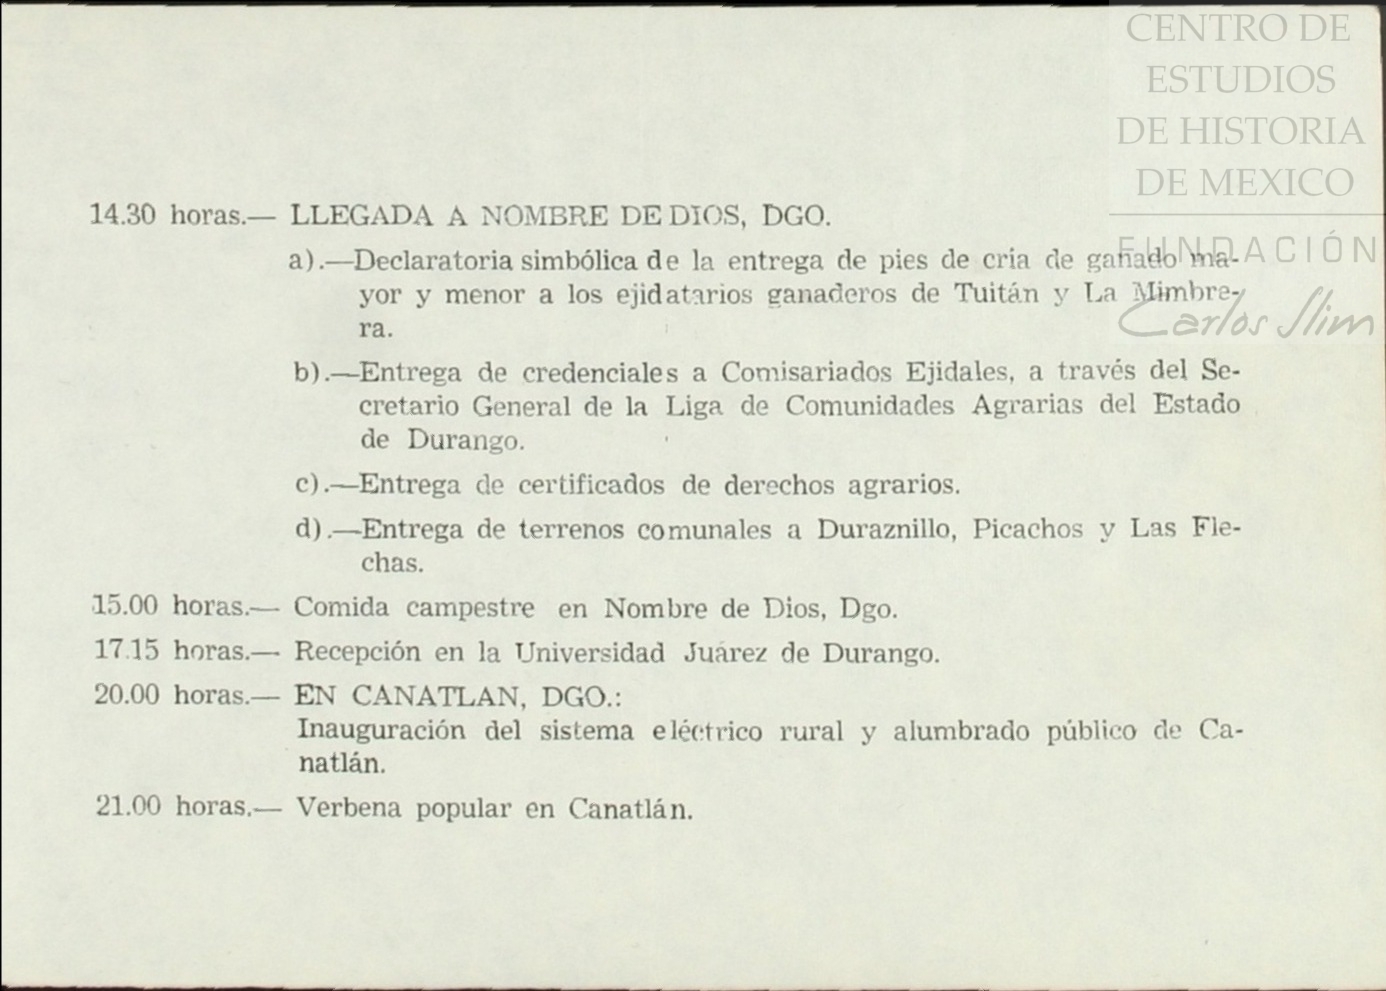 CENTRO DE
ESTUDIOS
DE HISTORIA
DE MEXICO
FUNDACIÓN
Carlos Slim
14.30 horas.— LLEGADA A NOMBRE DE DIOS, DGO.
a).—Declaratoria simbólica de la entrega de pies de cria de ganado ma-
yor y menor a los ejidatarios ganaderos de Tuitán y La Mimbre-
ra.
b).—Entrega de credenciales a Comisariados Ejidales, a través del Se-
cretario General de la Liga de Comunidades Agrarias del Estado
de Durango.
c).—Entrega de certificados de derechos agrarios.
d).—Entrega de terrenos comunales a Duraznillo, Picachos y Las Fle-
chas.
15.00 horas.— Comida campestre en Nombre de Dios, Dgo.
17.15 horas.— Recepción en la Universidad Juárez de Durango.
20.00 horas.— EN CANATLAN, DGO.:
Inauguración del sistema eléctrico rural y alumbrado público de Ca-
natlán.
21.00 horas.— Verbena popular en Canatlán.